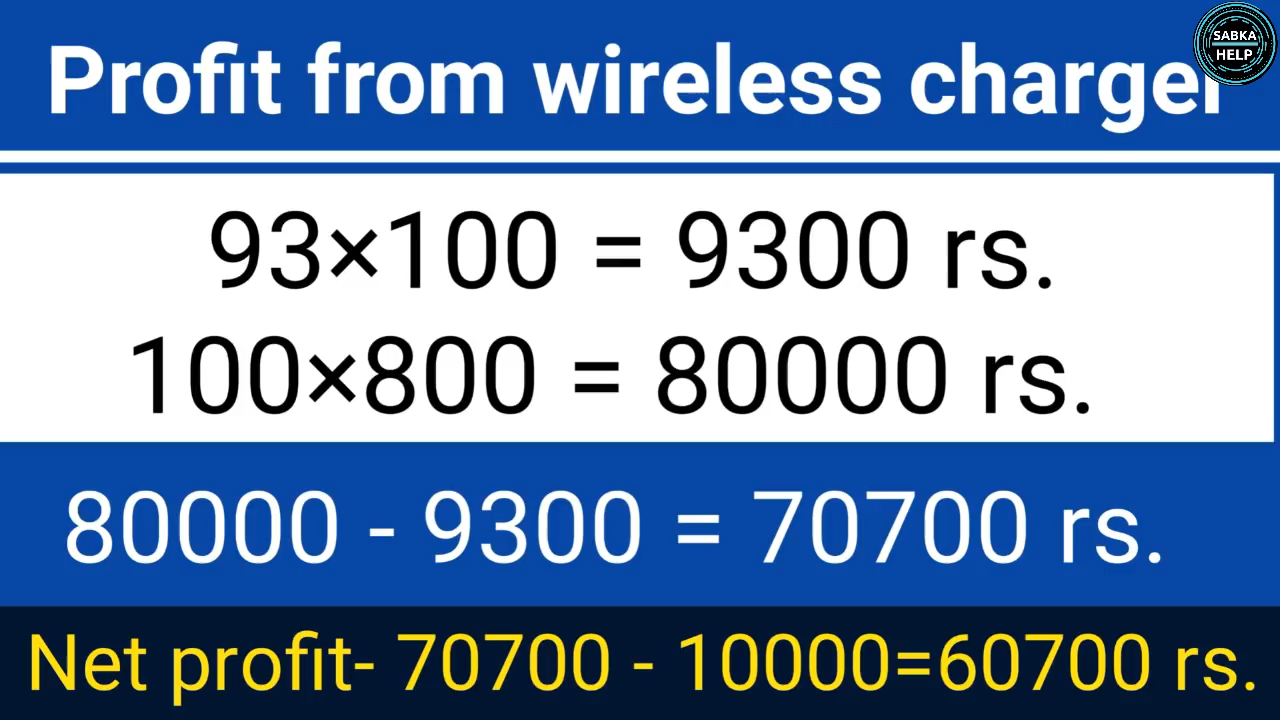 Profit from wireless charger
SABKA
HELP
93×100 = 9300 rs.
100×800 = 80000 rs.
80000 - 9300 = 70700 rs.
Net profit- 70700 - 10000=60700 rs.